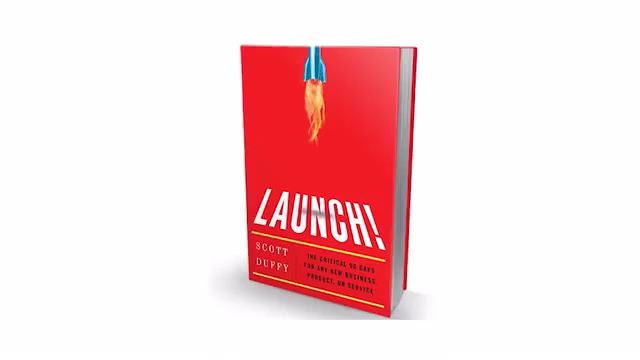 LAUNCH!
SCOTT
DUFFY
THE CRITICAL 90 DAYS
FOR ANY NEW BUSINESS,
PRODUCT, OR SERVICE